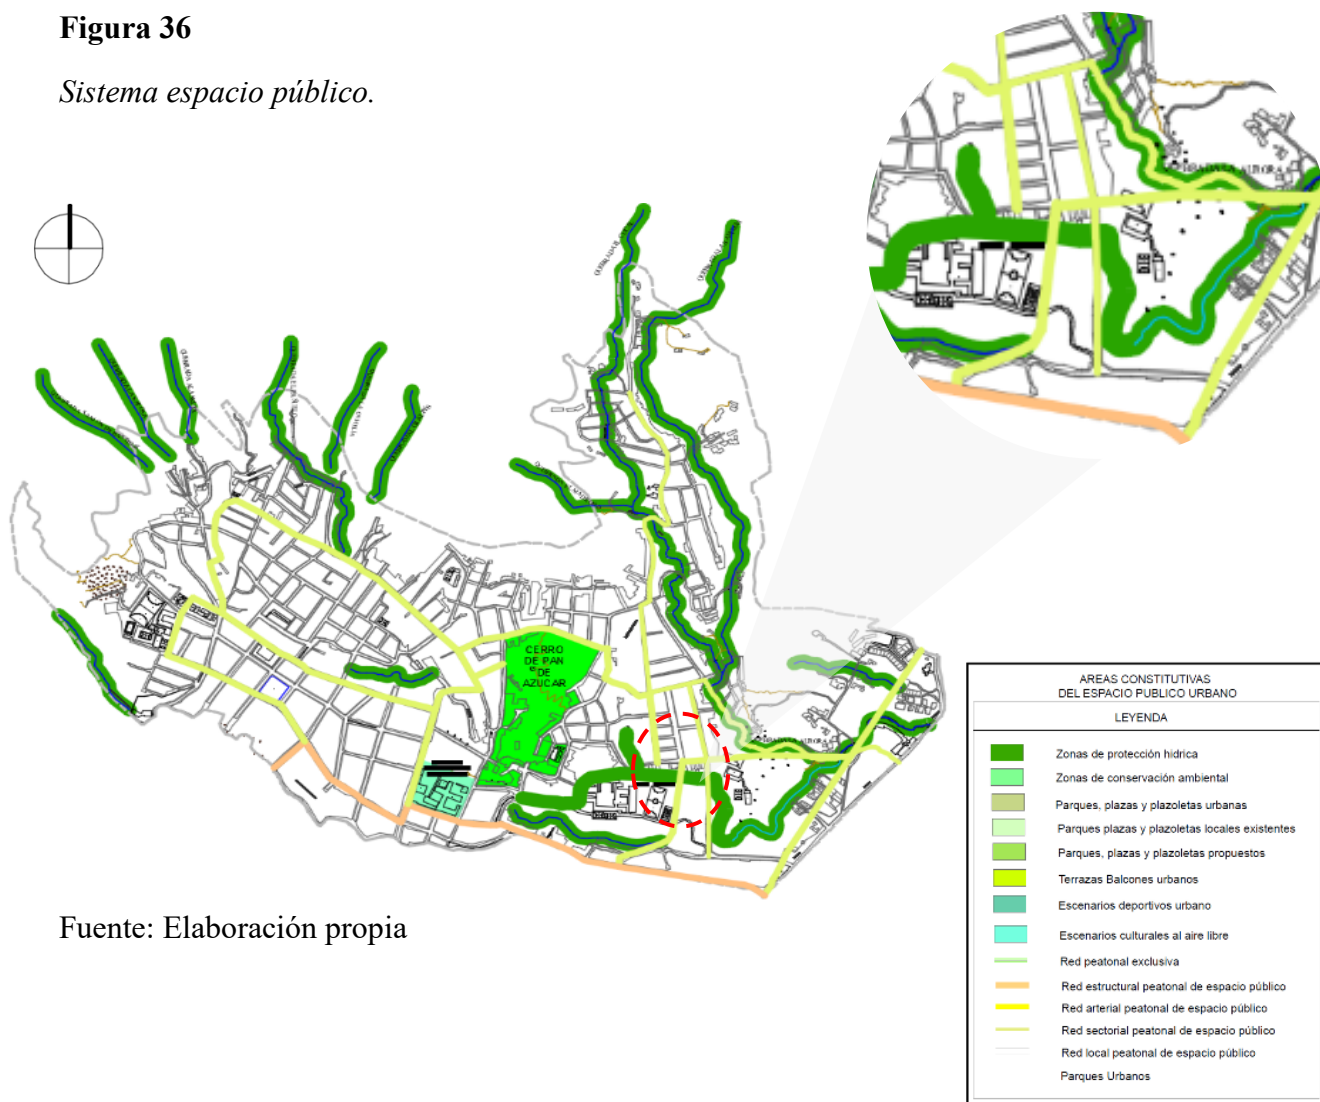 Figura 36
Sistema espacio público.
CERRO
DE PAN
DE
AZUCAR
Fuente: Elaboración propia
AREAS CONSTITUTIVAS
DEL ESPACIO PUBLICO URBANO
LEYENDA
Zonas de protección hidrica
Zonas de conservación ambiental
Parques, plazas y plazoletas urbanas
Parques plazas y plazoletas locales existentes
Parques, plazas y plazoletas propuestos
Terrazas Balcones urbanos
Escenarios deportivos urbano
Escenarios culturales al aire libre
Red peatonal exclusiva
Red estructural peatonal de espacio público
Red arterial peatonal de espacio público
Red sectorial peatonal de espacio público
Red local peatonal de espacio público
Parques Urbanos